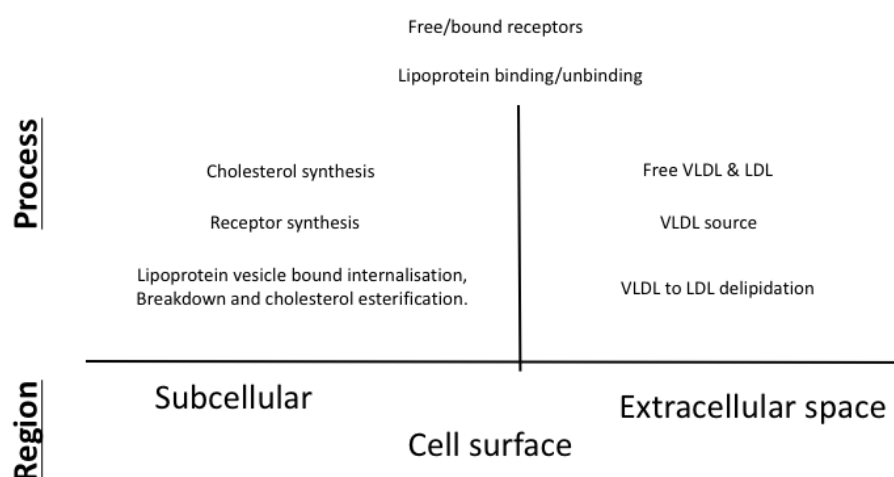 Free/bound receptors
Lipoprotein binding/unbinding
Process
Cholesterol synthesis
Free VLDL & LDL
Receptor synthesis
VLDL source
Lipoprotein vesicle bound internalisation,
Breakdown and cholesterol esterification.
VLDL to LDL delipidation
Region
Subcellular
Extracellular space
Cell surface